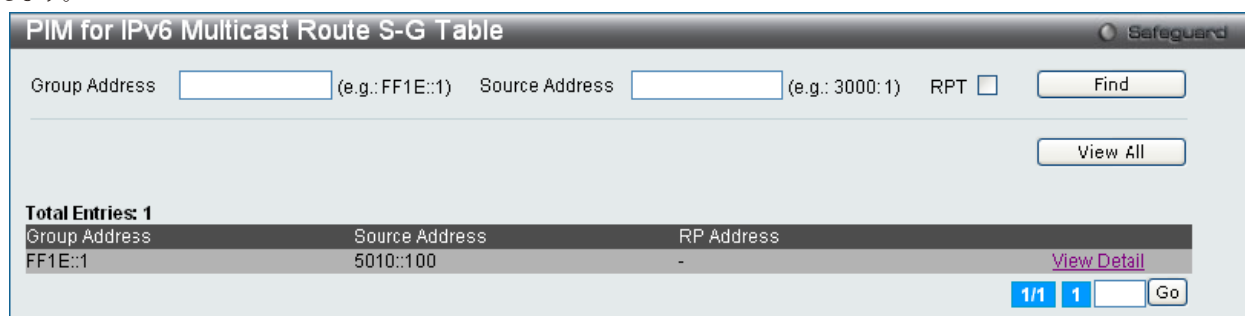 PIM for IPv6 Multicast Route S-G Table
Safeguard
Group Address (e.g.: FF1E::1) Source Address (e.g.: 3000:1) RPT Find
View All
Total Entries: 1
Group Address Source Address RP Address
FF1E::1 5010::100 - View Detail
1/1 1 Go